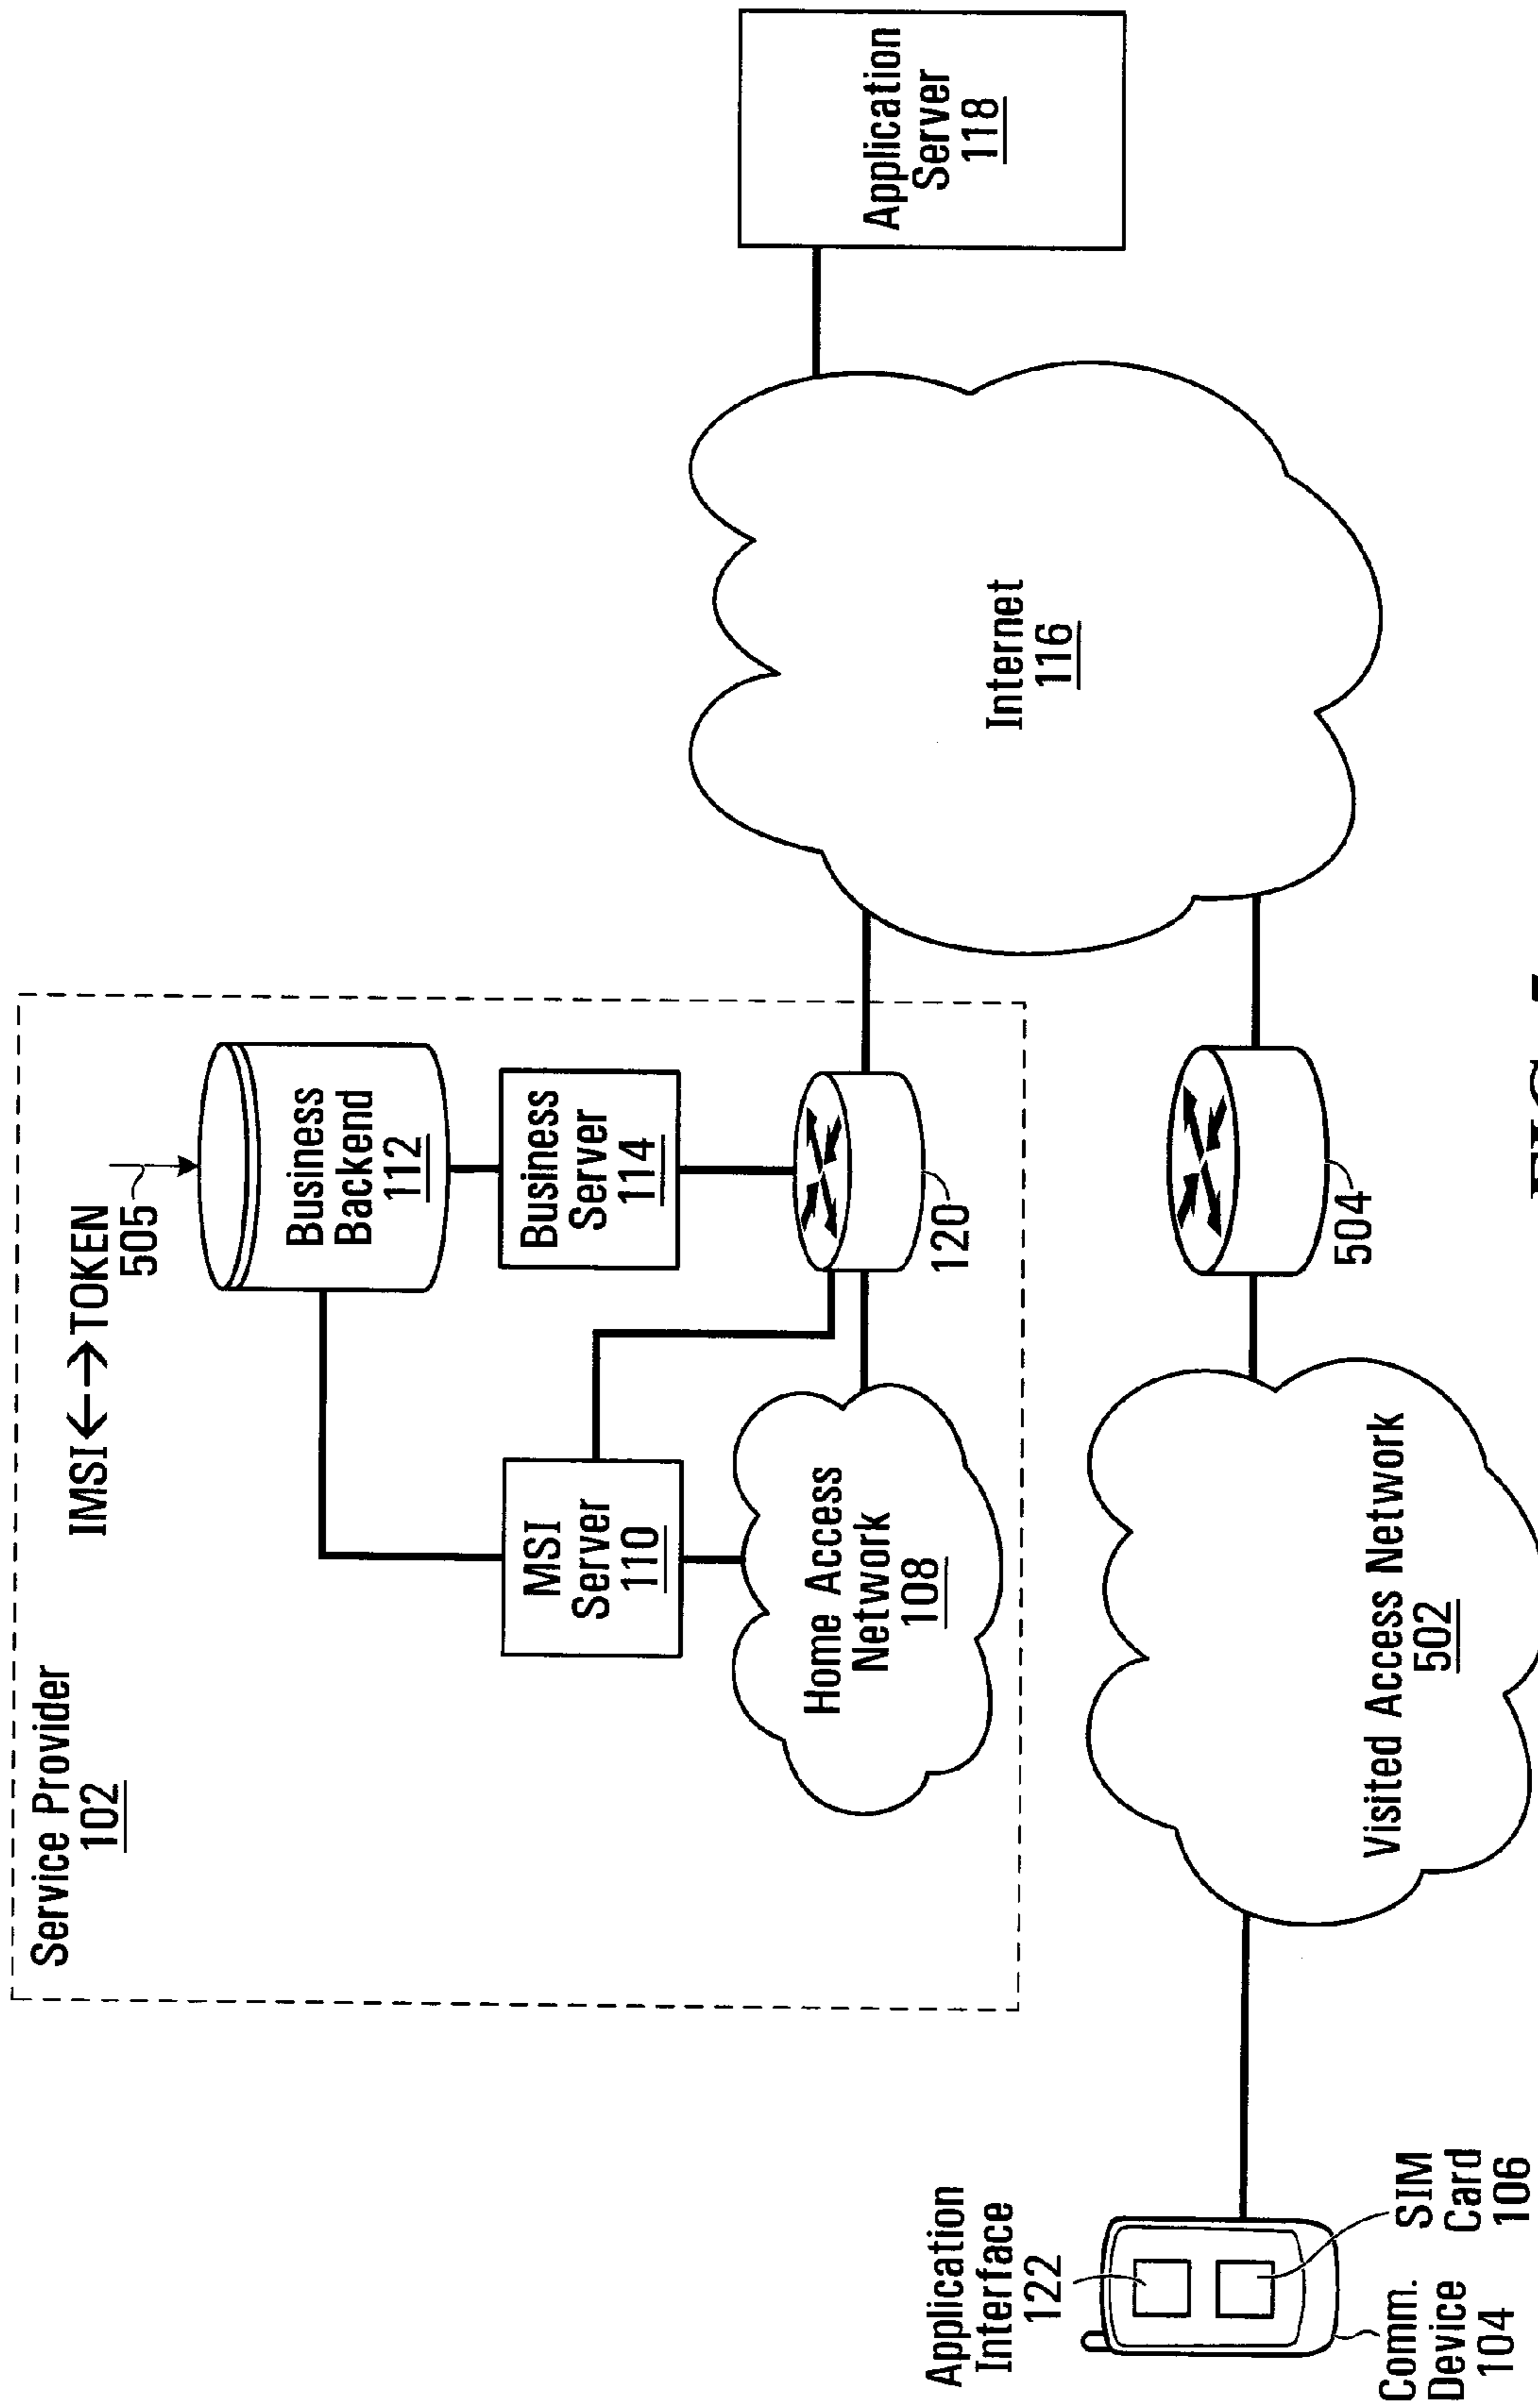 Service Provider
102
IMSI←→TOKEN
505
Business
Backend
112
MSI
Server
110
Business
Server
114
Home Access
Network
108
120
Internet
116
Application
Server
118
Application
Interface
122
Comm.
Device
104
SIM
Card
106
Visited Access Network
502
504